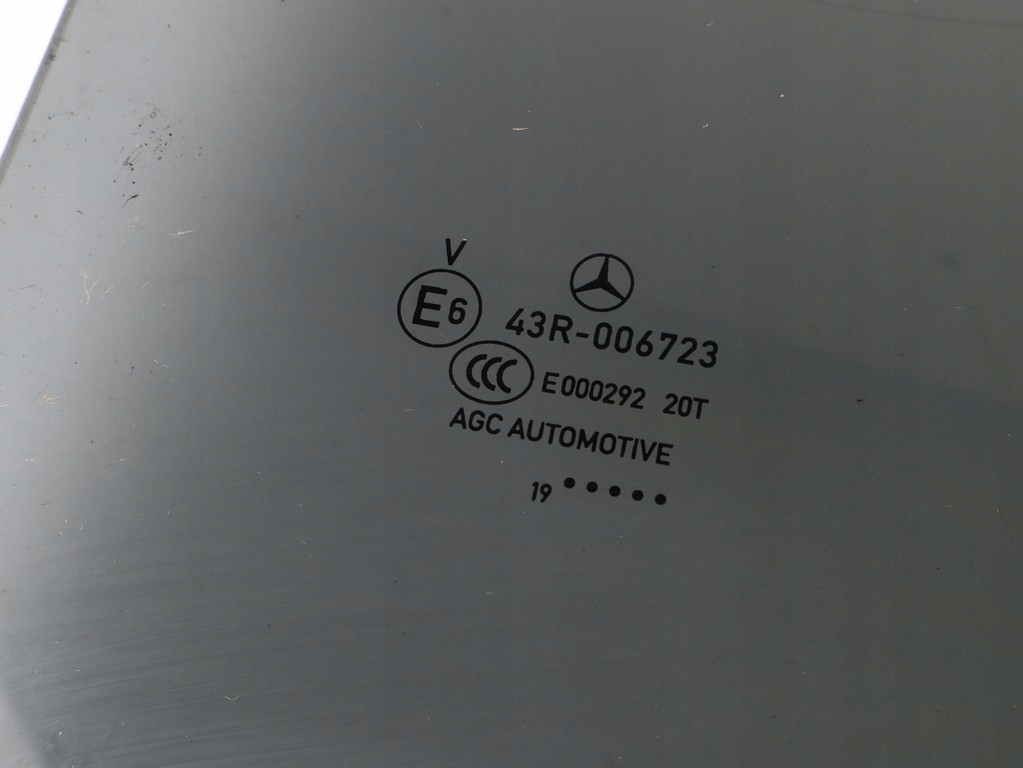 V
E6 43R-006723
CCC E000292 20T
AGC AUTOMOTIVE
19 •••••